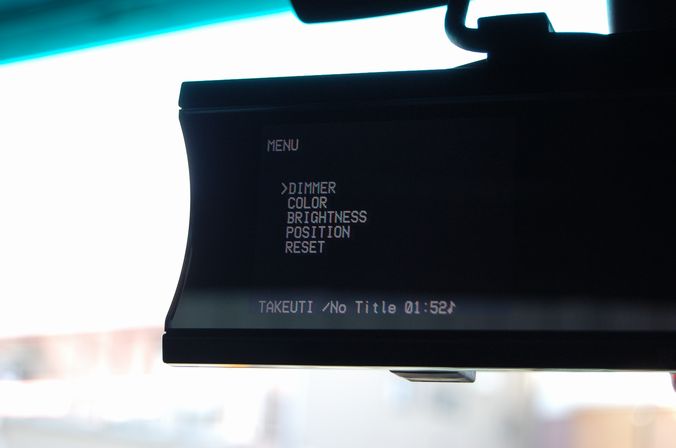 MENU
>DIMMER
COLOR
BRIGHTNESS
POSITION
RESET
TAKEUTI /No Title 01:52♪